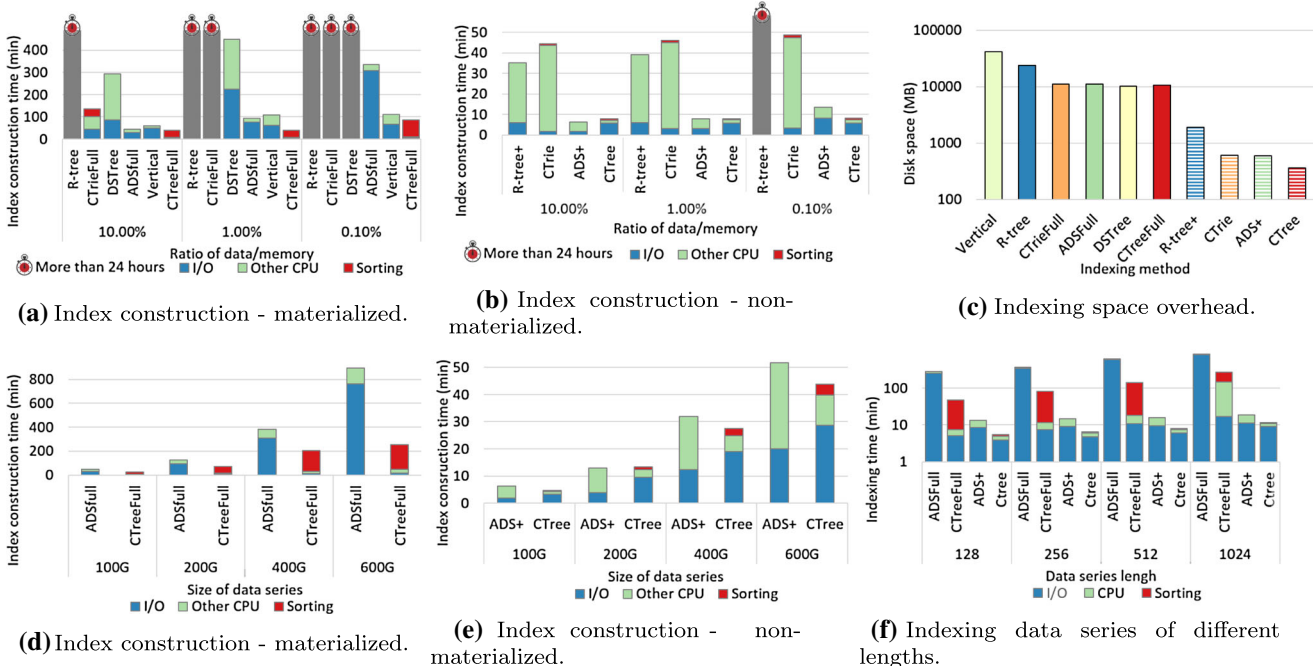 Index construction time (min)
400
300
200
100
0
R-tree
CTrieFull
DSTree
ADSfull
Vertical
CTreeFull
R-tree
CTrieFull
DSTree
ADSfull
Vertical
CTreeFull
R-tree
CTrieFull
DSTree
ADSfull
Vertical
CTreeFull
10.00% 1.00% 0.10%
Ratio of data/memory
More than 24 hours I/O Other CPU Sorting
(a) Index construction - materialized.
Index construction time (min)
50
40
30
20
10
0
R-tree+
CTrie
ADS+
CTree
R-tree+
CTrie
ADS+
CTree
R-tree+
CTrie
ADS+
CTree
10.00% 1.00% 0.10%
Ratio of data/memory
More than 24 hours I/O Other CPU Sorting
(b) Index construction - non-
materialized.
Disk space (MB)
100000
10000
1000
100
Vertical
R-tree
CTrieFull
ADSFull
DSTree
CTreeFull
R-tree+
CTrie
ADS+
CTree
Indexing method
(c) Indexing space overhead.
Index construction time (min)
800
600
400
200
0
ADSfull
CTreeFull
ADSfull
CTreeFull
ADSfull
CTreeFull
ADSfull
CTreeFull
100G 200G 400G 600G
Size of data series
I/O Other CPU Sorting
(d) Index construction - materialized.
Index construction time (min)
50
40
30
20
10
0
ADS+ CTree ADS+ CTree ADS+ CTree ADS+ CTree
100G 200G 400G 600G
Size of data series
I/O Other CPU Sorting
(e) Index construction - non-
materialized.
Indexing time (min)
100
10
1
ADSFull
CTreeFull
ADS+
Ctree
ADSFull
CTreeFull
ADS+
Ctree
ADSFull
CTreeFull
ADS+
Ctree
ADSFull
CTreeFull
ADS+
Ctree
128 256 512 1024
Data series lengh
I/O CPU Sorting
(f) Indexing data series of different
lengths.